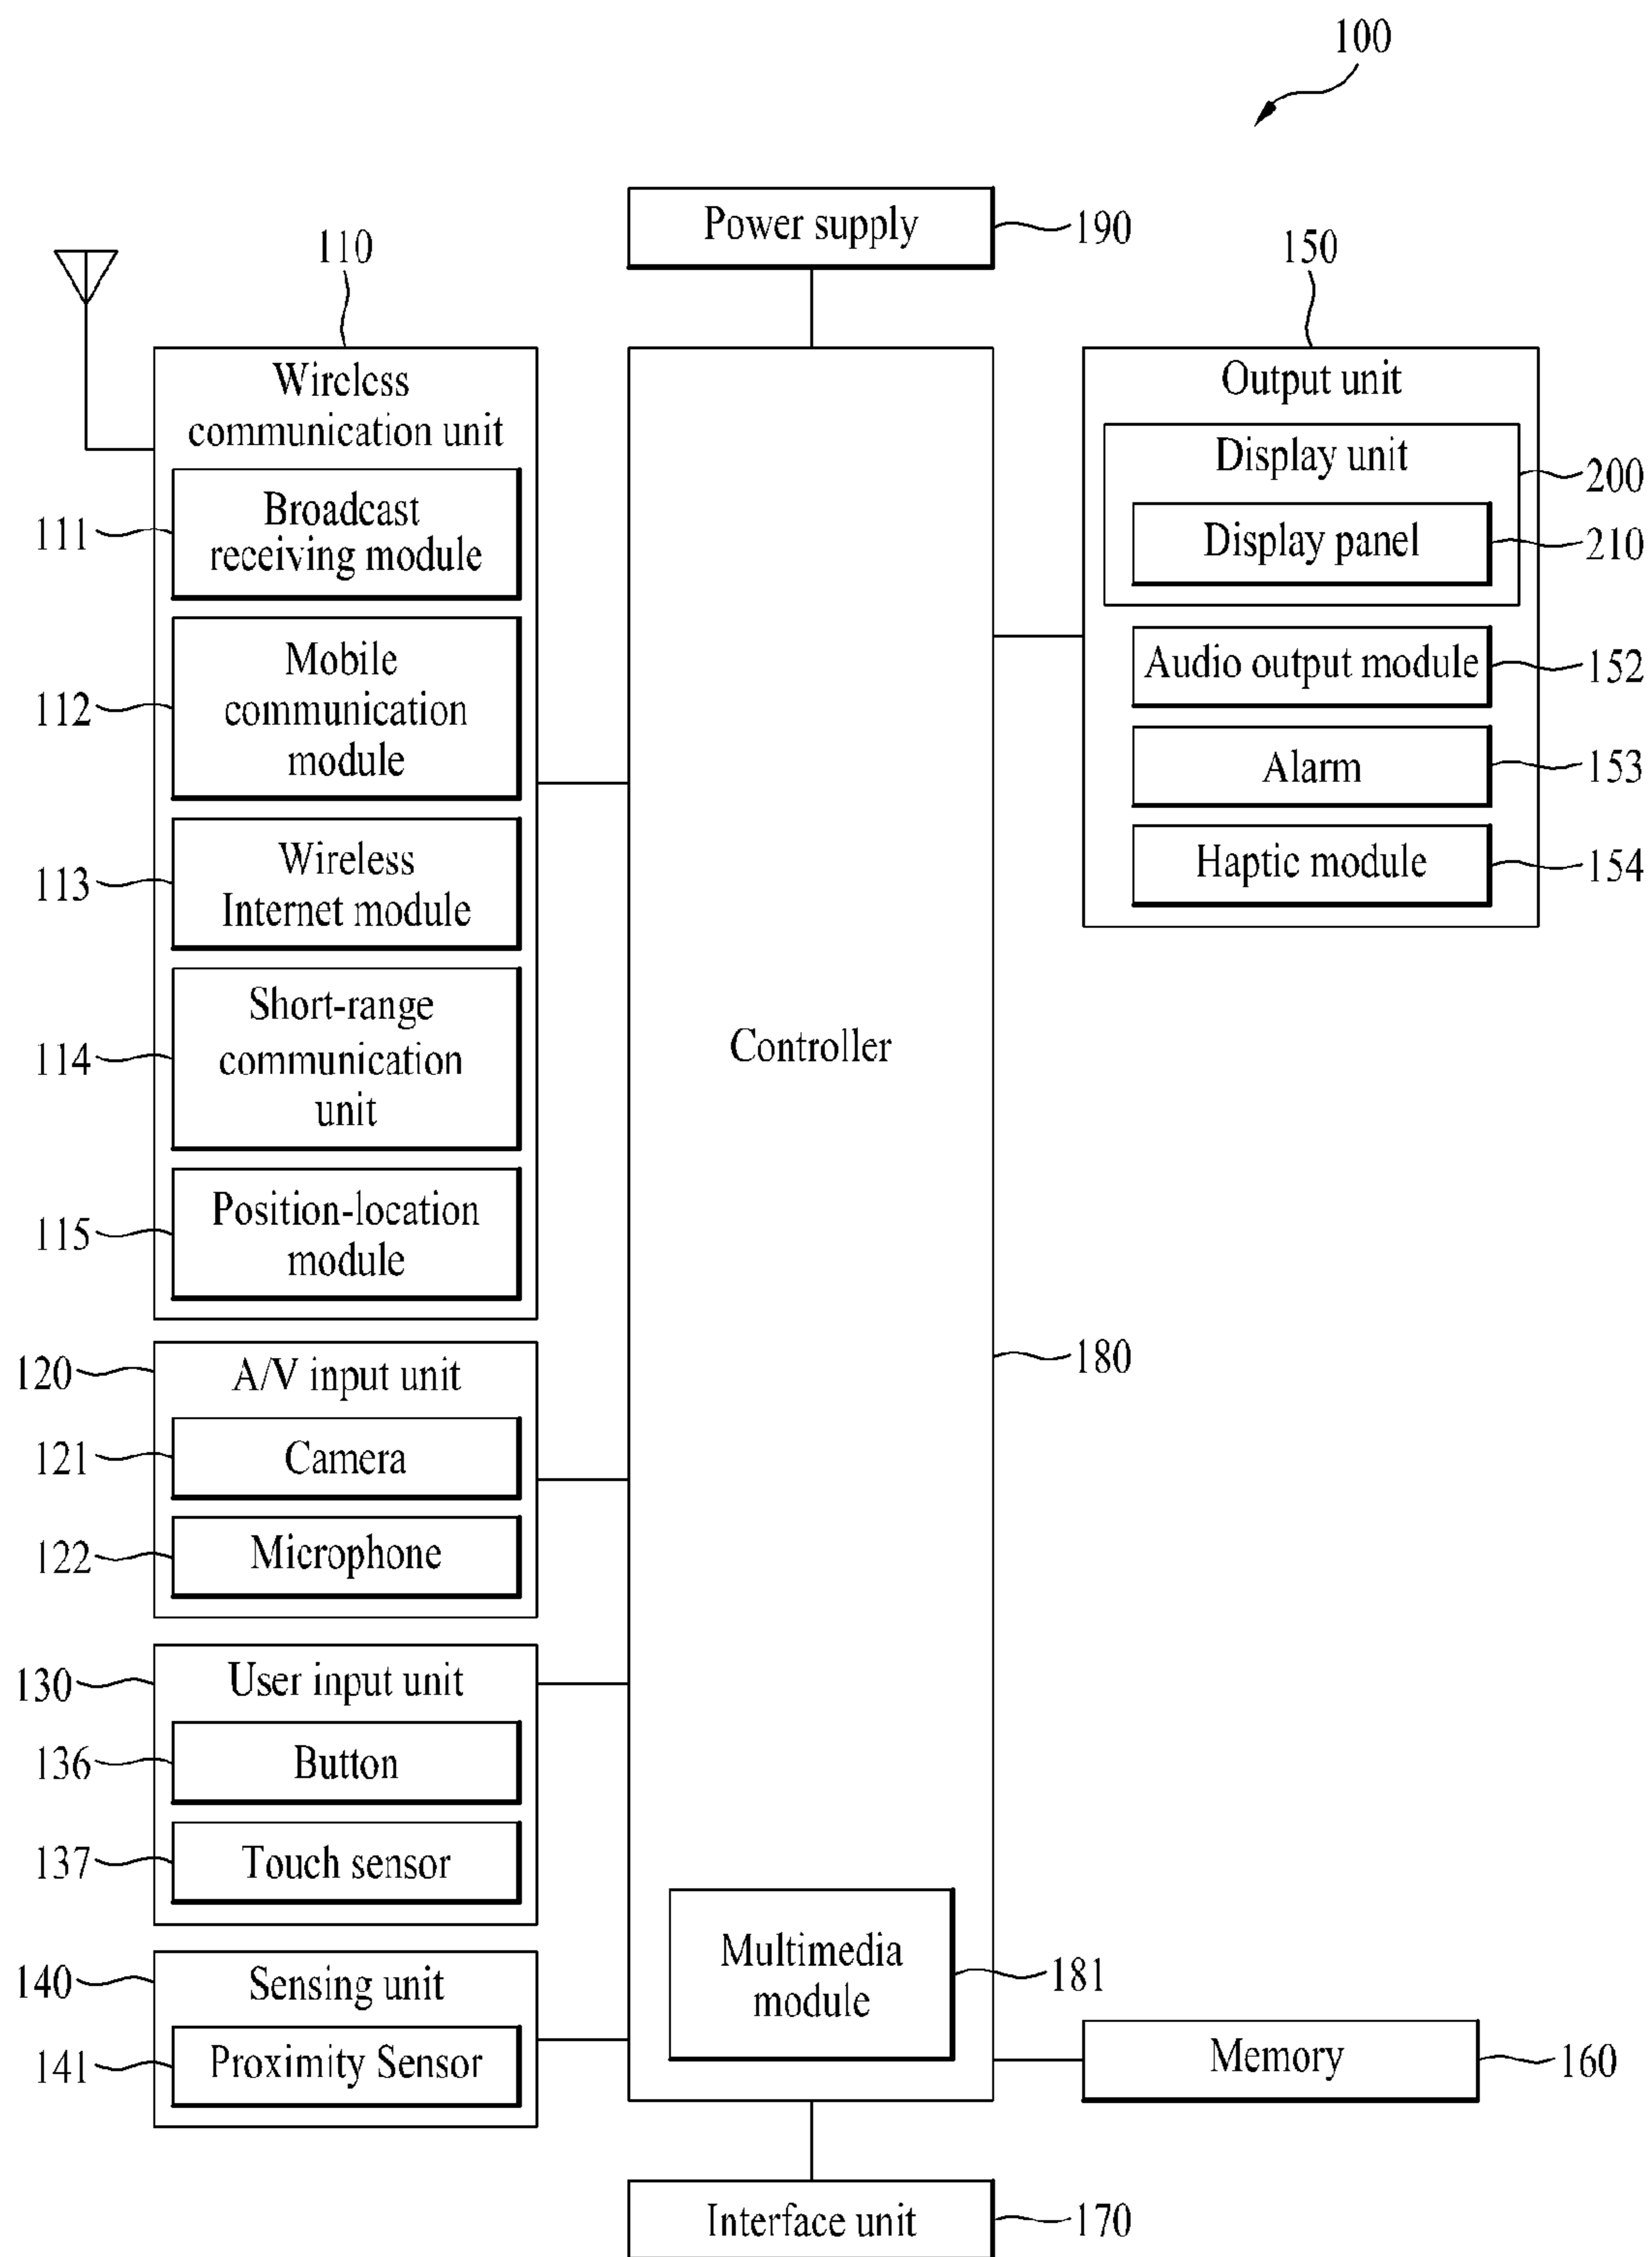 100
Power supply
190
110
Wireless
communication unit
111
Broadcast
receiving module
112
Mobile
communication
module
113
Wireless
Internet module
114
Short-range
communication
unit
115
Position-location
module
120
A/V input unit
121
Camera
122
Microphone
130
User input unit
136
Button
137
Touch sensor
140
Sensing unit
141
Proximity Sensor
Controller
180
Multimedia
module
181
150
Output unit
Display unit
200
Display panel
210
Audio output module
152
Alarm
153
Haptic module
154
Memory
160
Interface unit
170